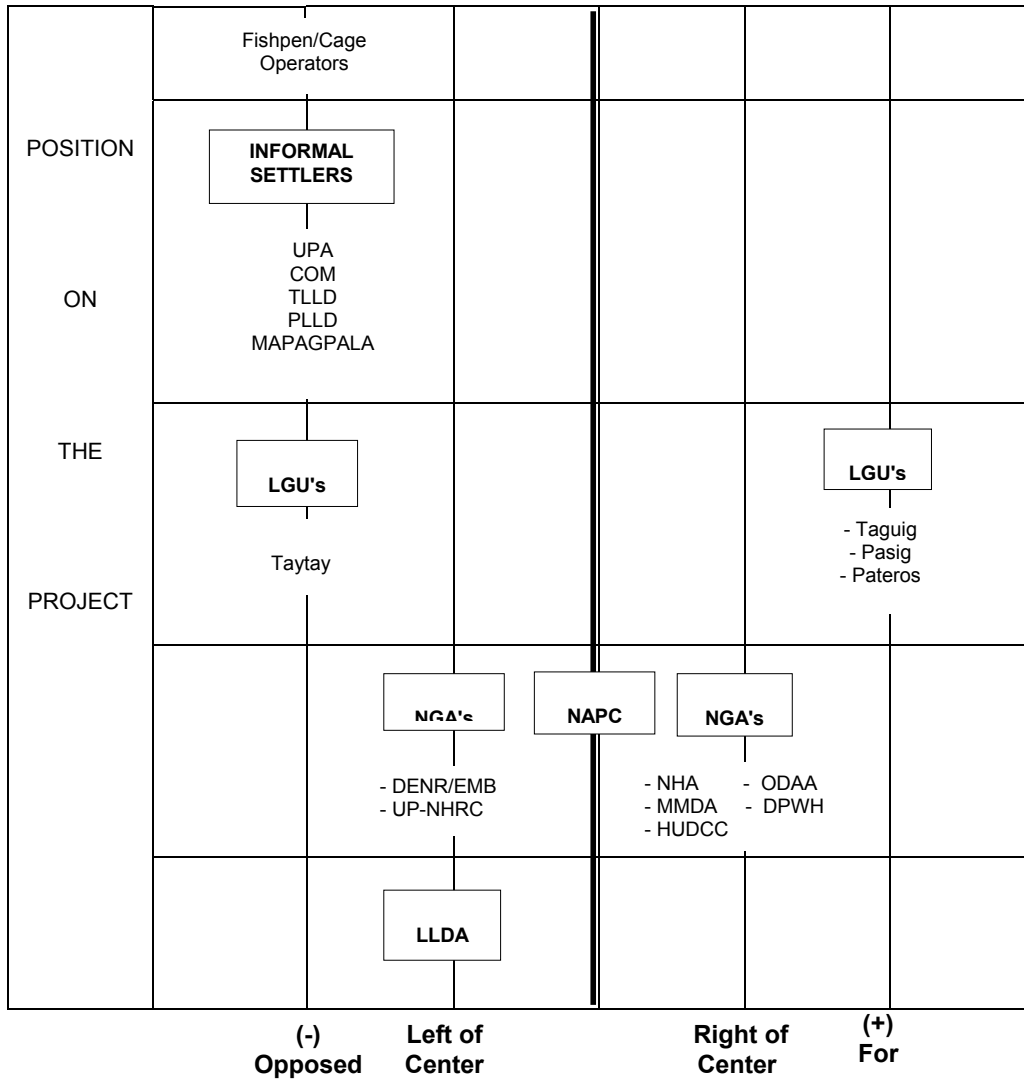 Fishpen/Cage
Operators
POSITION
INFORMAL
SETTLERS
UPA
COM
ON
TLLD
PLLD
MAPAGPALA
THE
LGU's
LGU's
Taytay
- Taguig
- Pasig
- Pateros
PROJECT
NGA's
NAPC
NGA's
- DENR/EMB
- UP-NHRC
- NHA - ODAA
- MMDA - DPWH
- HUDCC
LLDA
(-)
Opposed
Left of
Center
Right of
Center
(+)
For